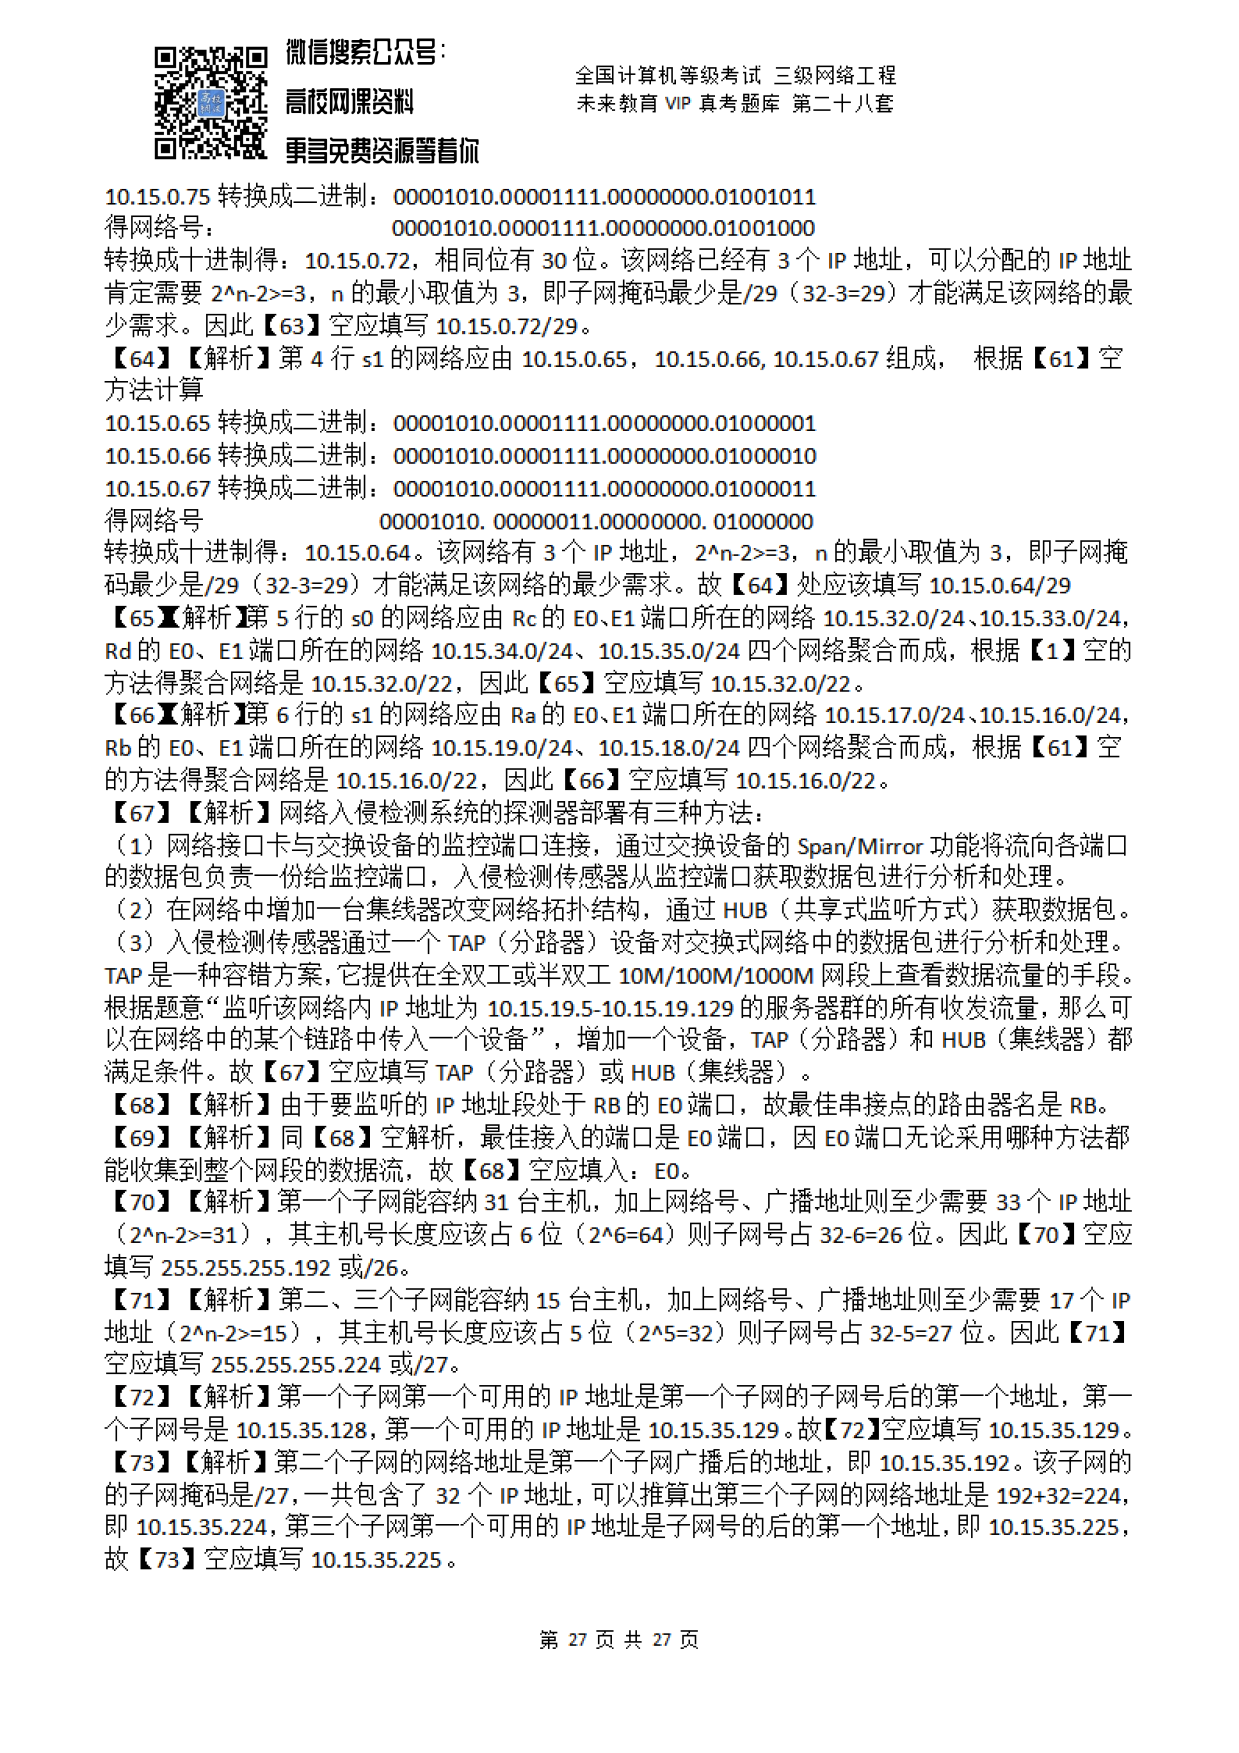 微信搜索公众号：
高校网课资料
更多免费资源等着你
全国计算机等级考试 三级网络工程
未来教育 VIP 真考题库 第二十八套
10.15.0.75 转换成二进制：00001010.00001111.00000000.01001011
得网络号： 00001010.00001111.00000000.01001000
转换成十进制得：10.15.0.72，相同位有 30 位。该网络已经有 3 个 IP 地址，可以分配的 IP 地址
肯定需要 2^n-2>=3，n 的最小取值为 3，即子网掩码最少是/29（32-3=29）才能满足该网络的最
少需求。因此【63】空应填写 10.15.0.72/29。
【64】【解析】第 4 行 s1 的网络应由 10.15.0.65，10.15.0.66, 10.15.0.67 组成， 根据【61】空
方法计算
10.15.0.65 转换成二进制：00001010.00001111.00000000.01000001
10.15.0.66 转换成二进制：00001010.00001111.00000000.01000010
10.15.0.67 转换成二进制：00001010.00001111.00000000.01000011
得网络号 00001010. 00000011.00000000. 01000000
转换成十进制得：10.15.0.64。该网络有 3 个 IP 地址，2^n-2>=3，n 的最小取值为 3，即子网掩
码最少是/29（32-3=29）才能满足该网络的最少需求。故【64】处应该填写 10.15.0.64/29
【65】【解析】第 5 行的 s0 的网络应由 Rc 的 E0、E1 端口所在的网络 10.15.32.0/24、10.15.33.0/24，
Rd 的 E0、E1 端口所在的网络 10.15.34.0/24、10.15.35.0/24 四个网络聚合而成，根据【1】空的
方法得聚合网络是 10.15.32.0/22，因此【65】空应填写 10.15.32.0/22。
【66】【解析】第 6 行的 s1 的网络应由 Ra 的 E0、E1 端口所在的网络 10.15.17.0/24、10.15.16.0/24，
Rb 的 E0、E1 端口所在的网络 10.15.19.0/24、10.15.18.0/24 四个网络聚合而成，根据【61】空
的方法得聚合网络是 10.15.16.0/22，因此【66】空应填写 10.15.16.0/22。
【67】【解析】网络入侵检测系统的探测器部署有三种方法：
（1）网络接口卡与交换设备的监控端口连接，通过交换设备的 Span/Mirror 功能将流向各端口
的数据包负责一份给监控端口，入侵检测传感器从监控端口获取数据包进行分析和处理。
（2）在网络中增加一台集线器改变网络拓扑结构，通过 HUB（共享式监听方式）获取数据包。
（3）入侵检测传感器通过一个 TAP（分路器）设备对交换式网络中的数据包进行分析和处理。
TAP 是一种容错方案，它提供在全双工或半双工 10M/100M/1000M 网段上查看数据流量的手段。
根据题意“监听该网络内 IP 地址为 10.15.19.5-10.15.19.129 的服务器群的所有收发流量，那么可
以在网络中的某个链路中传入一个设备”，增加一个设备，TAP（分路器）和 HUB（集线器）都
满足条件。故【67】空应填写 TAP（分路器）或 HUB（集线器）。
【68】【解析】由于要监听的 IP 地址段处于 RB 的 E0 端口，故最佳串接点的路由器名是 RB。
【69】【解析】同【68】空解析，最佳接入的端口是 E0 端口，因 E0 端口无论采用哪种方法都
能收集到整个网段的数据流，故【68】空应填入：E0。
【70】【解析】第一个子网能容纳 31 台主机，加上网络号、广播地址则至少需要 33 个 IP 地址
（2^n-2>=31），其主机号长度应该占 6 位（2^6=64）则子网号占 32-6=26 位。因此【70】空应
填写 255.255.255.192 或/26。
【71】【解析】第二、三个子网能容纳 15 台主机，加上网络号、广播地址则至少需要 17 个 IP
地址（2^n-2>=15），其主机号长度应该占 5 位（2^5=32）则子网号占 32-5=27 位。因此【71】
空应填写 255.255.255.224 或/27。
【72】【解析】第一个子网第一个可用的 IP 地址是第一个子网的子网号后的第一个地址，第一
个子网号是 10.15.35.128，第一个可用的 IP 地址是 10.15.35.129。故【72】空应填写 10.15.35.129。
【73】【解析】第二个子网的网络地址是第一个子网广播后的地址，即 10.15.35.192。该子网的
的子网掩码是/27，一共包含了 32 个 IP 地址，可以推算出第三个子网的网络地址是 192+32=224，
即 10.15.35.224，第三个子网第一个可用的 IP 地址是子网号的后的第一个地址，即 10.15.35.225，
故【73】空应填写 10.15.35.225。
第 27 页 共 27 页